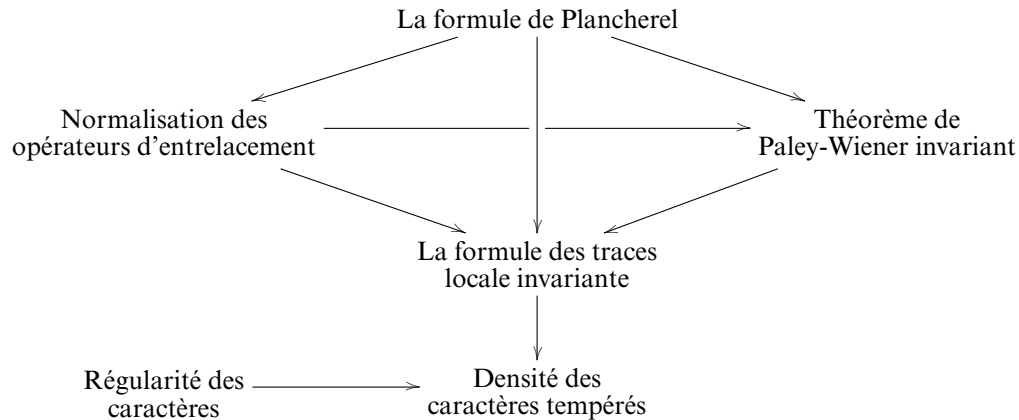 La formule de Plancherel
Normalisation des
opérateurs d'entrelacement
Théorème de
Paley-Wiener invariant
La formule des traces
locale invariante
Régularité des
caractères
Densité des
caractères tempérés